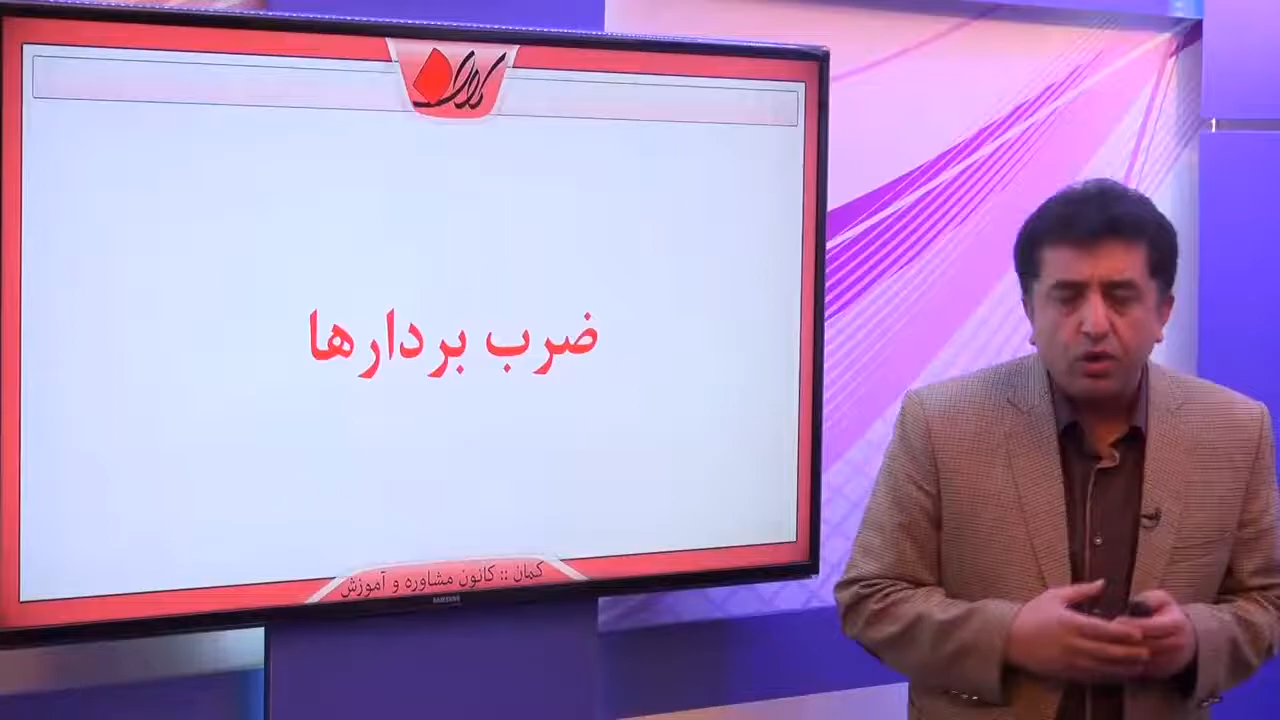 ضرب بردارها
کمان :: کانون مشاوره و آموزش
SAMSUNG